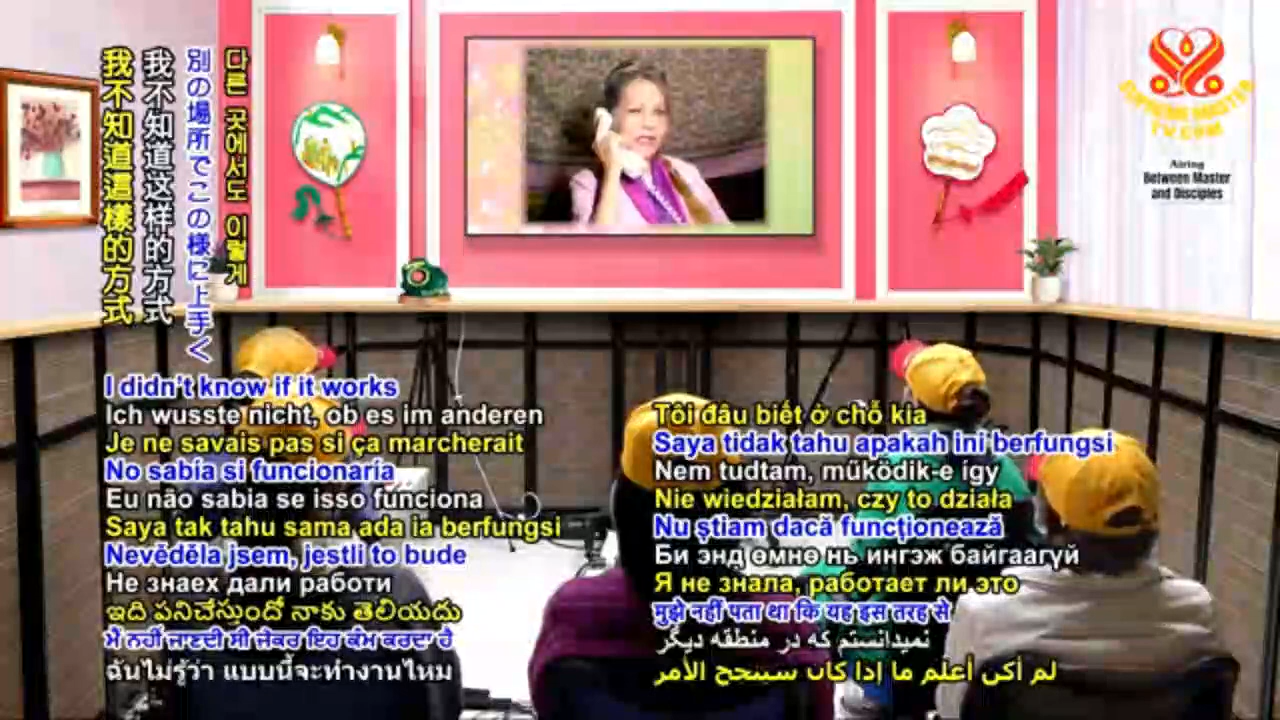 我不知道這樣的方式
我不知道这样的方式
別の場所でこの様に上手く
다른 곳에서도 이렇게
SUPREME MASTER
TV.COM
Airing
Between Master
and Disciples
I didn't know if it works
Ich wusste nicht, ob es im anderen
Je ne savais pas si ça marcherait
No sabía si funcionaría
Eu não sabia se isso funciona
Saya tak tahu sama ada ia berfungsi
Nevěděla jsem, jestli to bude
Не знаех дали работи
ఇది పనిచేస్తుందో నాకు తెలియదు
ਮੈਂ ਨਹੀਂ ਜਾਣਦੀ ਸੀ ਜੇਕਰ ਇਹ ਕੰਮ ਕਰਦਾ ਹੈ
ฉันไม่รู้ว่า แบบนี้จะทำงานไหม
Tôi đâu biết ở chỗ kia
Saya tidak tahu apakah ini berfungsi
Nem tudtam, működik-e így
Nie wiedziałam, czy to działa
Nu știam dacă funcționează
Би энд өмнө нь ингэж байгаагүй
Я не знала, работает ли это
मुझे नहीं पता था कि यह इस तरह से
نمیدانستم که در منطقه دیگر
لم أكن أعلم ما إذا كان سينجح الأمر